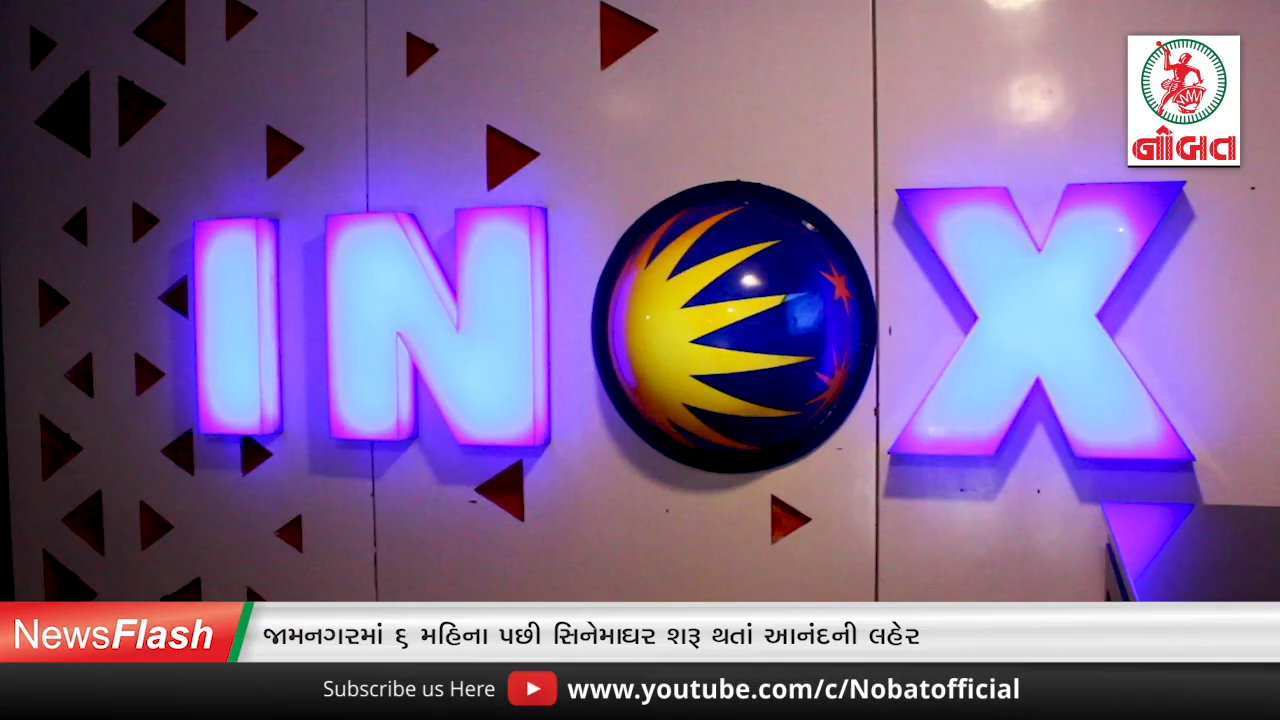 નોબત
INOX
NewsFlash જામનગરમાં ૬ મહિના પછી સિનેમાઘર શરૂ થતાં આનંદની લહેર
Subscribe us Here www.youtube.com/c/Nobatofficial